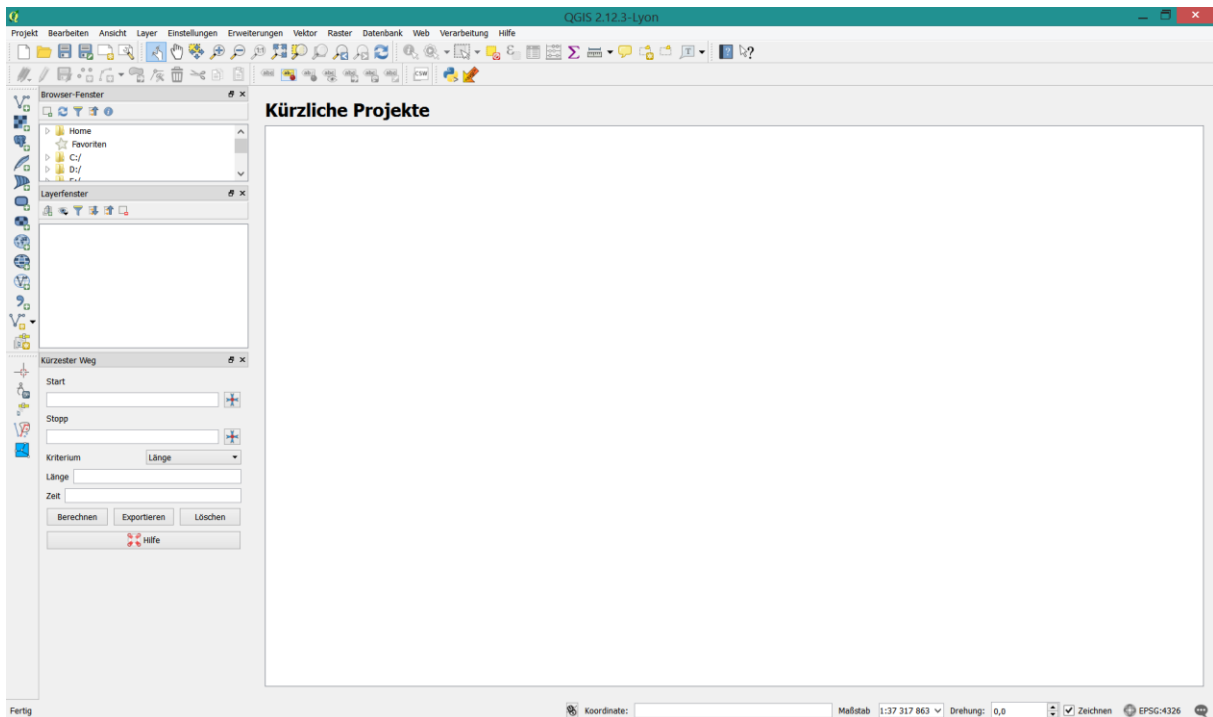 QGIS 2.12.3-Lyon
Projekt Bearbeiten Ansicht Layer Einstellungen Erweiterungen Vektor Raster Datenbank Web Verarbeitung Hilfe
CSW
Browser-Fenster
Kürzliche Projekte
Home
Favoriten
C:/
D:/
Layerfenster
Kürzester Weg
Start
Stopp
Kriterium Länge
Länge
Zeit
Berechnen Exportieren Löschen
Hilfe
Fertig Koordinate: Maßstab 1:37 317 863 Drehung: 0,0 Zeichnen EPSG:4326